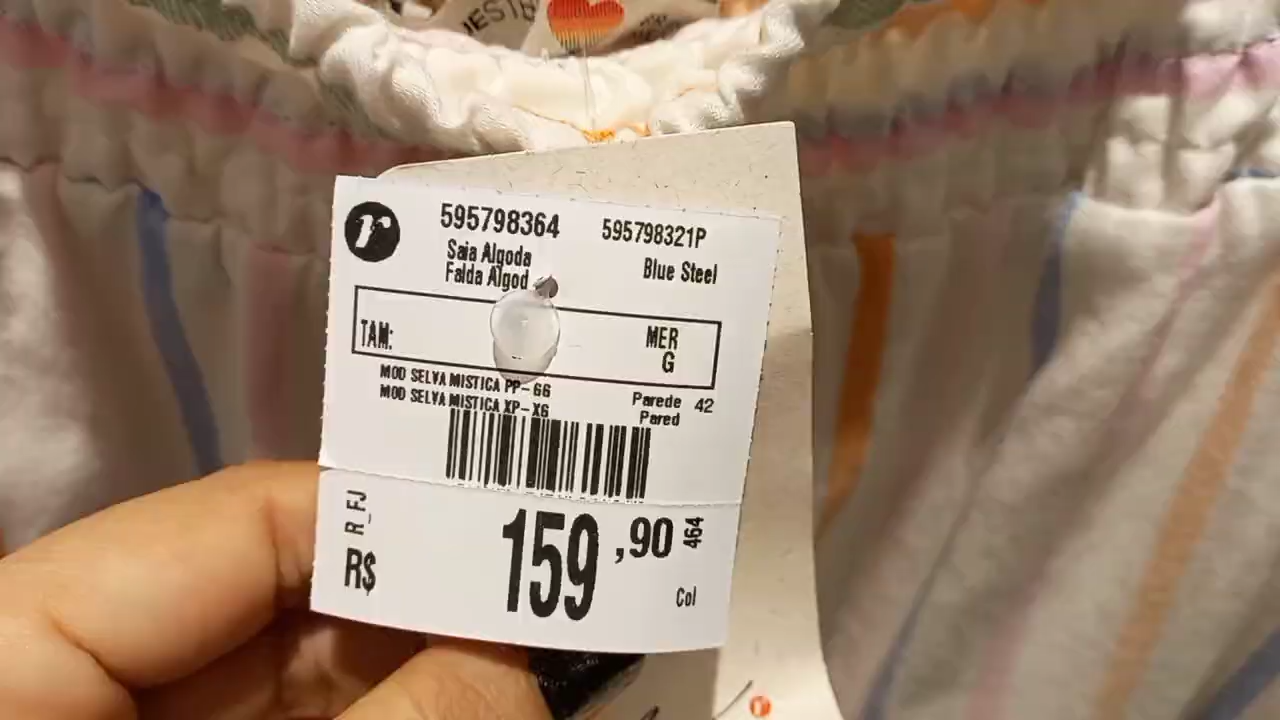 r
595798364 595798321P
Saia Algoda
Falda Algod Blue Steel
TAM: MER
G
MOD SELVA MISTICA PP-GG
MOD SELVA MISTICA XP-XG
Parede 42
Pared
R_FJ
R$ 159,90 464
Col
r